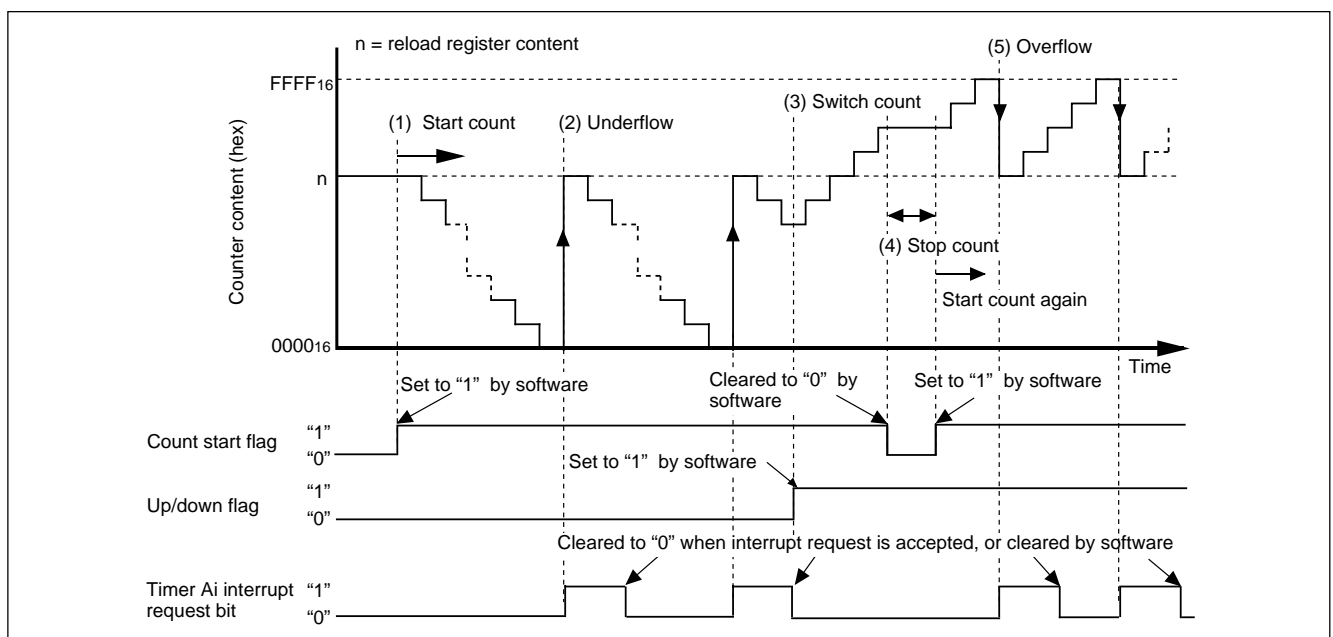 n = reload register content
(5) Overflow
FFFF16
(3) Switch count
(1) Start count
(2) Underflow
n
Counter content (hex)
(4) Stop count
Start count again
000016
Time
Set to “1” by software
Cleared to “0” by
software
Set to “1” by software
Count start flag
“1”
“0”
Set to “1” by software
Up/down flag
“1”
“0”
Cleared to “0” when interrupt request is accepted, or cleared by software
Timer Ai interrupt
request bit
“1”
“0”